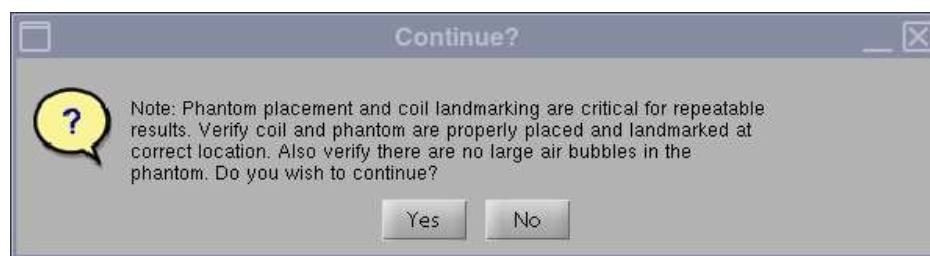 Continue?
?
Note: Phantom placement and coil landmarking are critical for repeatable
results. Verify coil and phantom are properly placed and landmarked at
correct location. Also verify there are no large air bubbles in the
phantom. Do you wish to continue?
Yes No